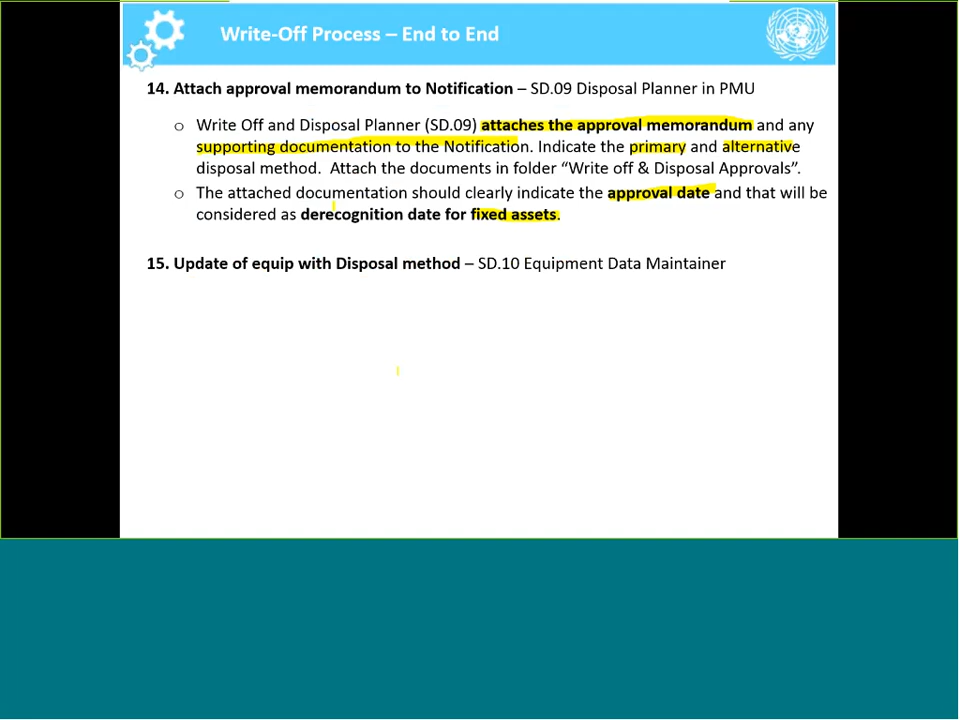 Write-Off Process – End to End
14. Attach approval memorandum to Notification – SD.09 Disposal Planner in PMU
o Write Off and Disposal Planner (SD.09) attaches the approval memorandum and any
supporting documentation to the Notification. Indicate the primary and alternative
disposal method. Attach the documents in folder “Write off & Disposal Approvals”.
o The attached documentation should clearly indicate the approval date and that will be
considered as derecognition date for fixed assets.
15. Update of equip with Disposal method – SD.10 Equipment Data Maintainer